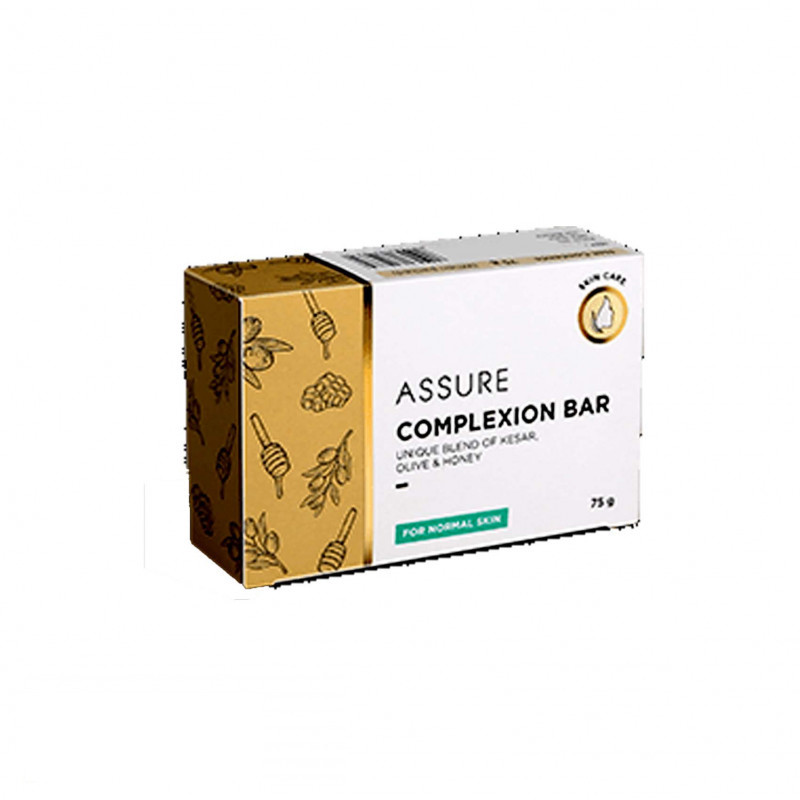 SKIN CARE
ASSURE
COMPLEXION BAR
UNIQUE BLEND OF KESAR,
OLIVE & HONEY
FOR NORMAL SKIN
75 g